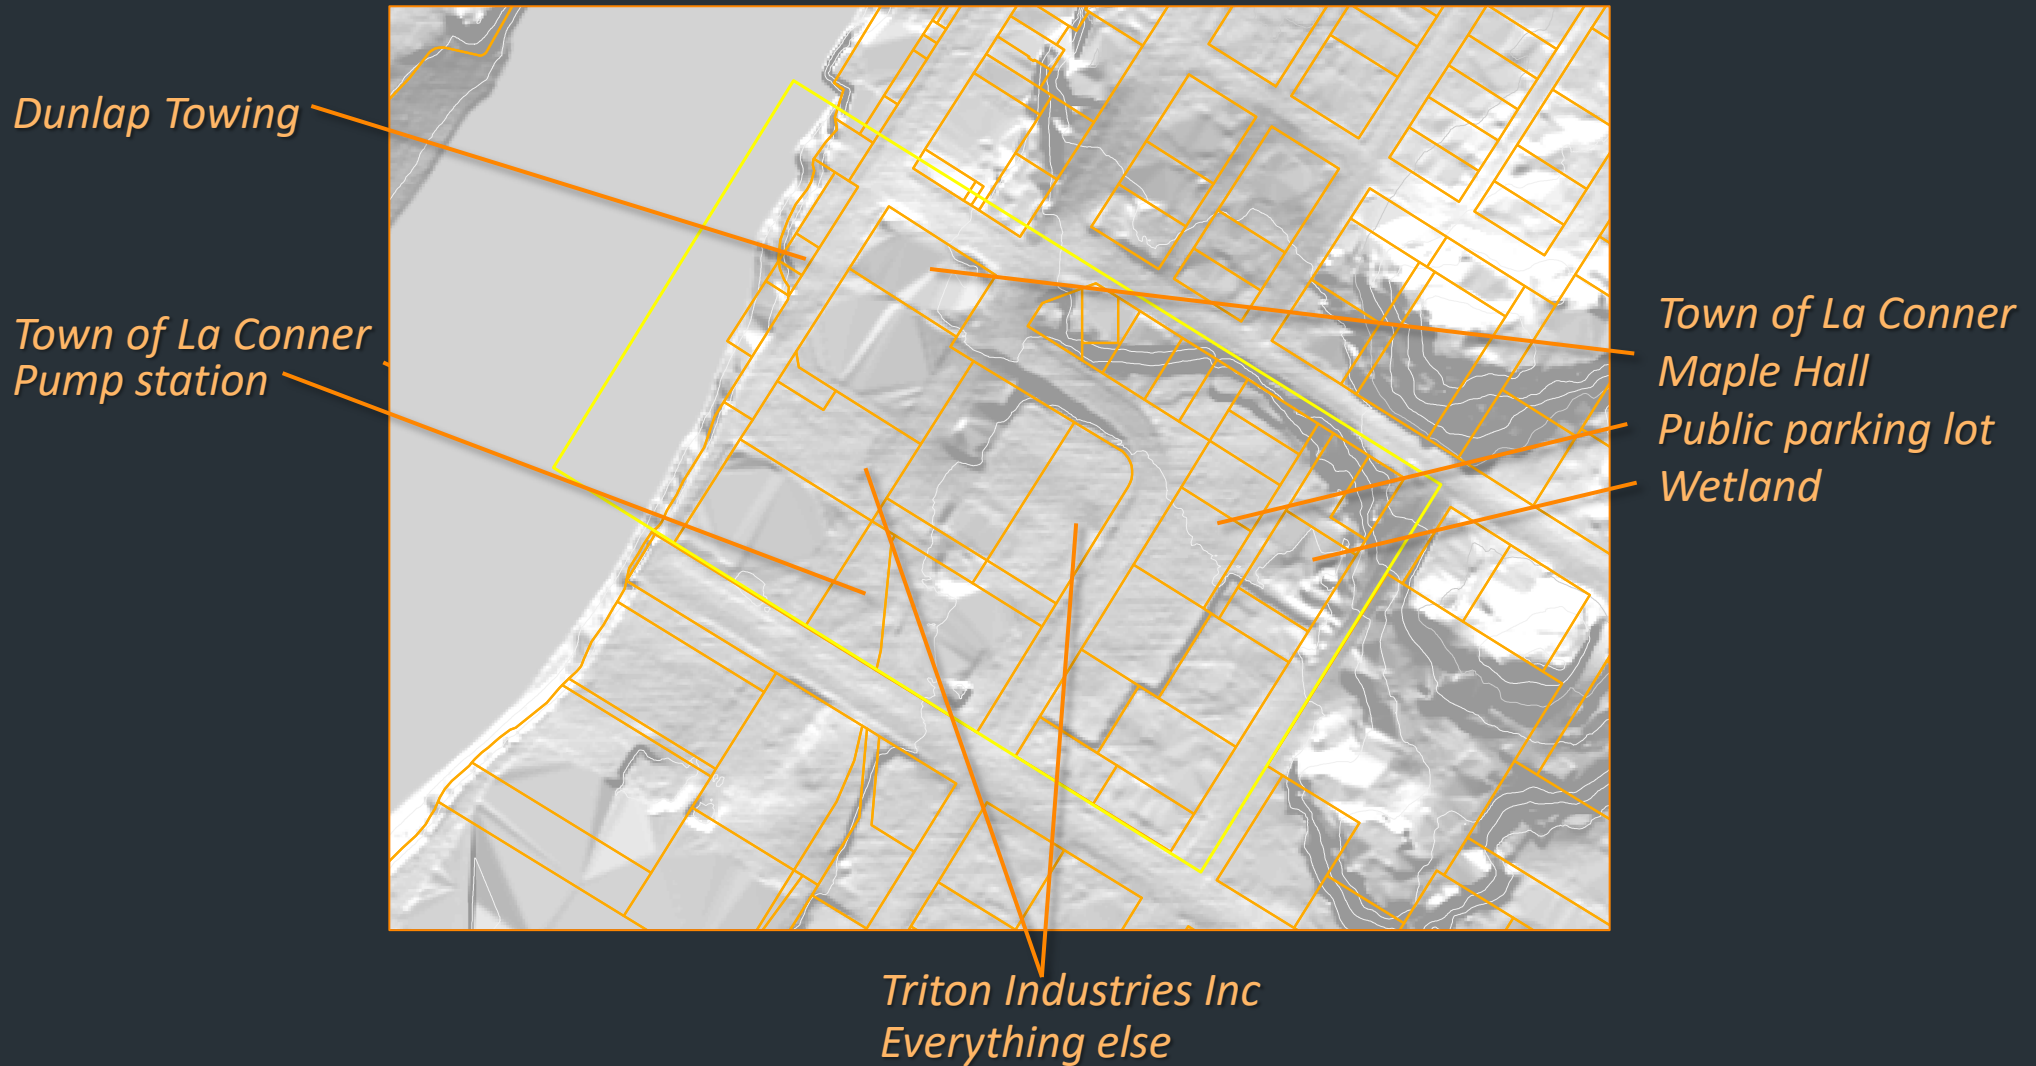 Dunlap Towing
Town of La Conner
Pump station
Town of La Conner
Maple Hall
Public parking lot
Wetland
Triton Industries Inc
Everything else